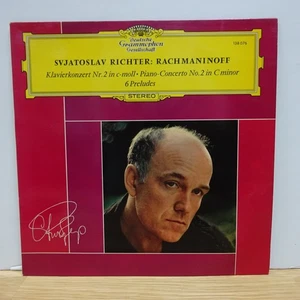 Deutsche
Grammophon
Gesellschaft
SVJATOSLAV RICHTER: RACHMANINOFF
Klavierkonzert Nr. 2 in c-moll · Piano-Concerto No. 2 in C minor
6 Preludes
STEREO